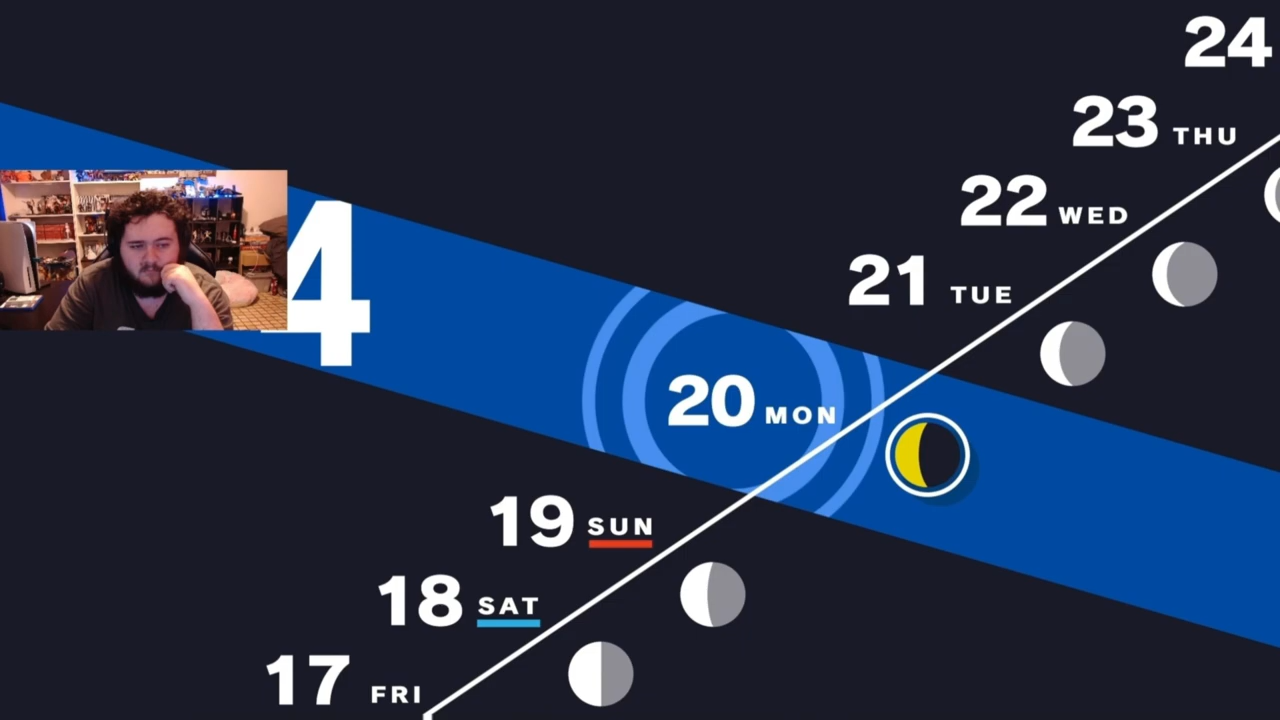 24
23 THU
22 WED
21 TUE
4
20 MON
19 SUN
18 SAT
17 FRI